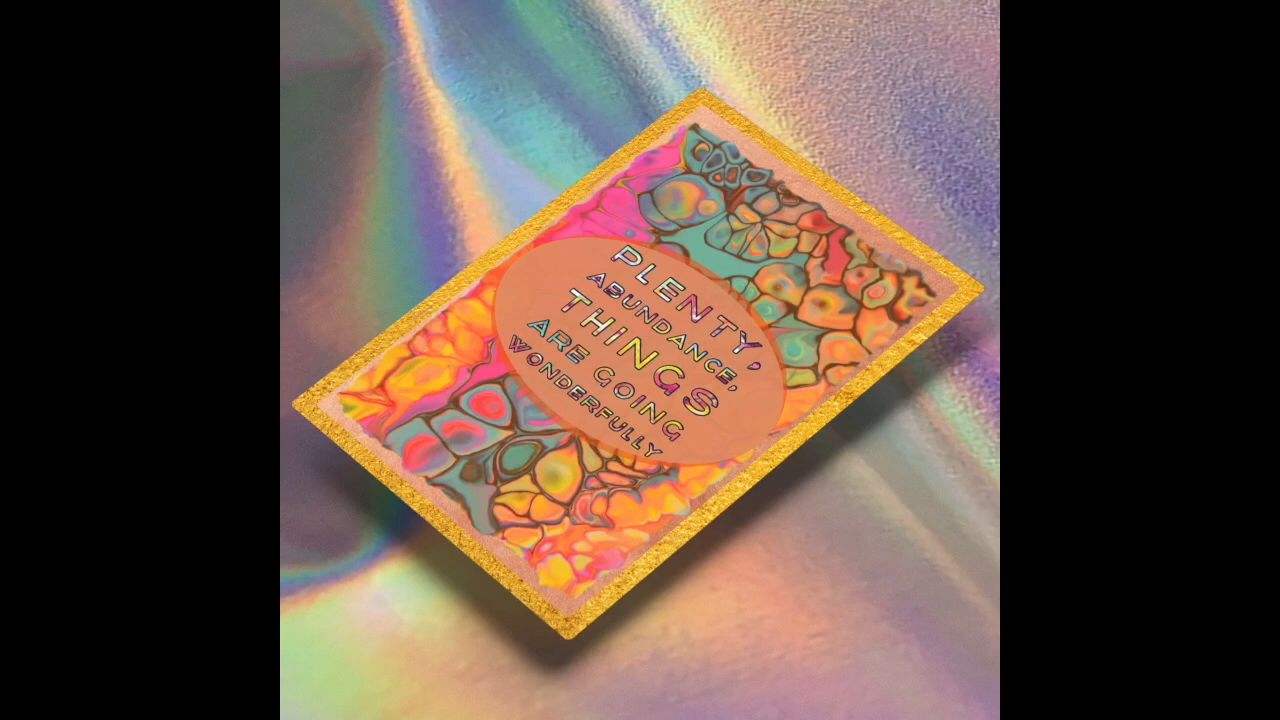 PLENTY,
ABUNDANCE,
THINGS
ARE GOING
WONDERFULLY